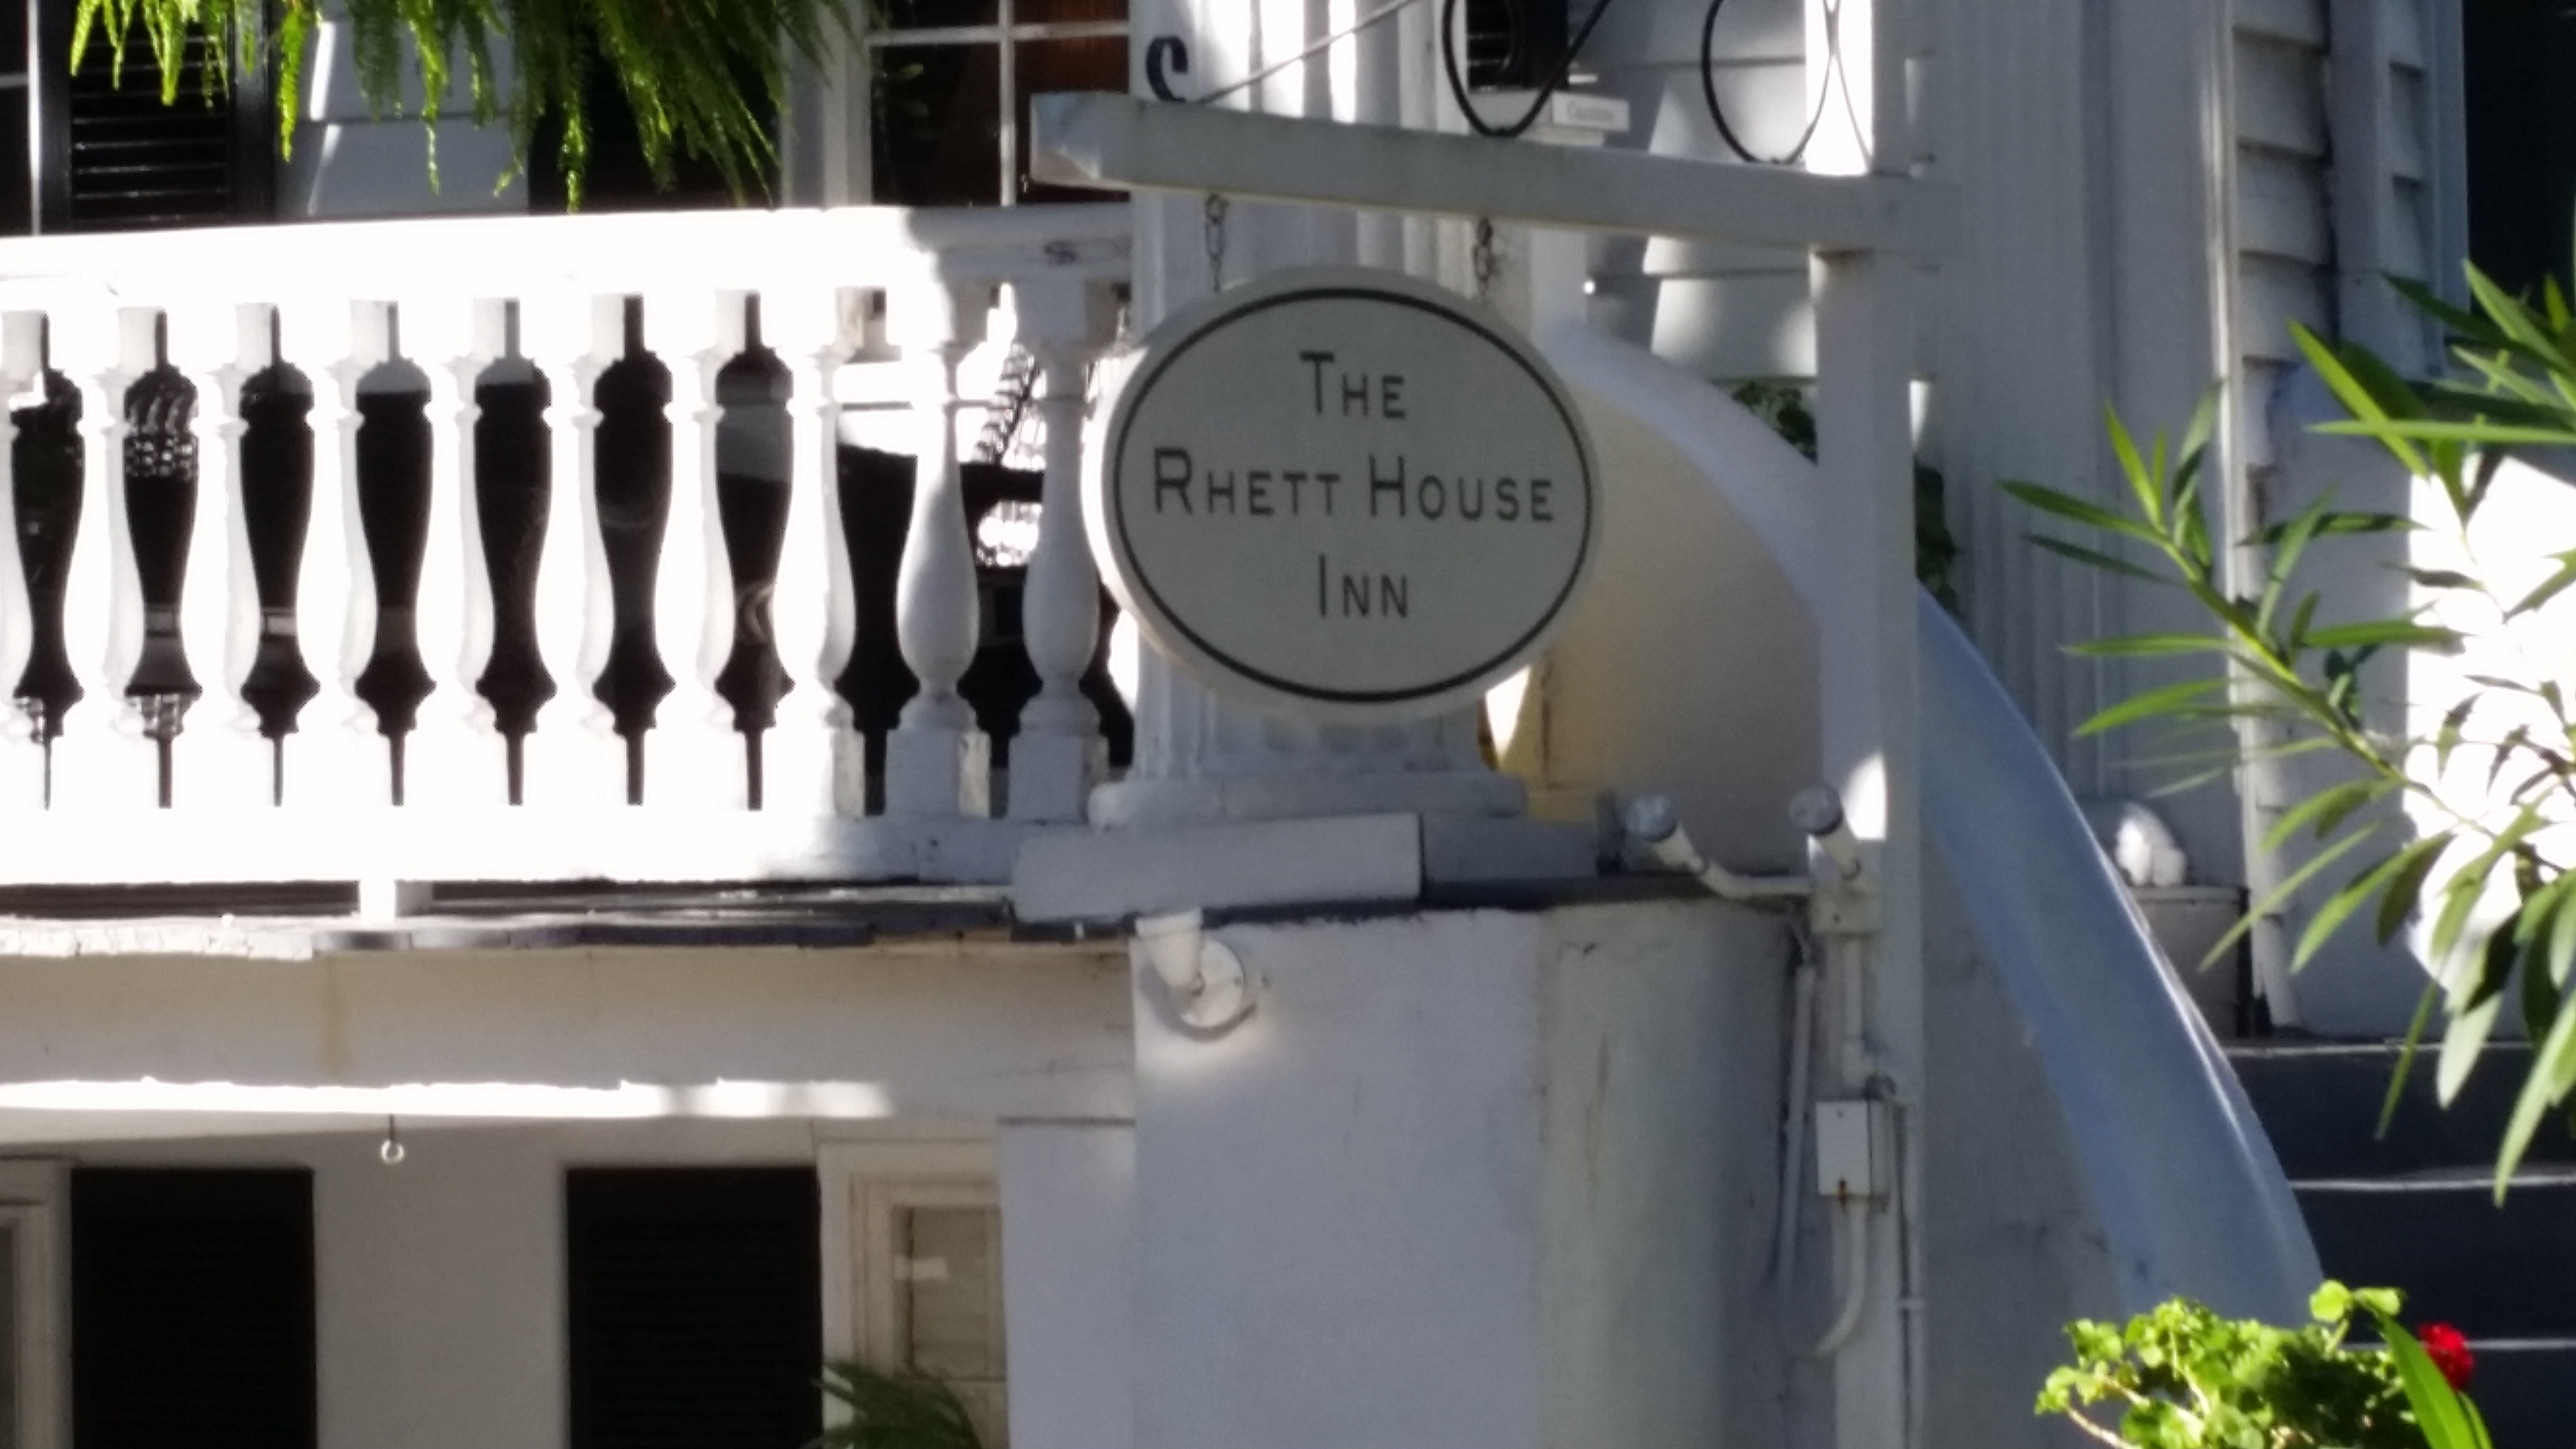 The
Rhett House
Inn